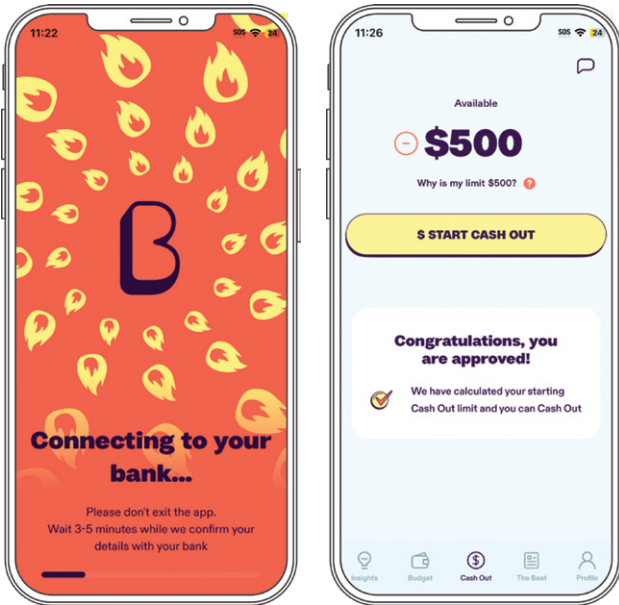 11:22
SOS 24
B
Connecting to your
bank...
Please don't exit the app.
Wait 3-5 minutes while we confirm your
details with your bank
11:26
SOS 24
Available
$500
Why is my limit $500? ?
$ START CASH OUT
Congratulations, you
are approved!
We have calculated your starting
Cash Out limit and you can Cash Out
Insights Budget Cash Out The Beat Profile